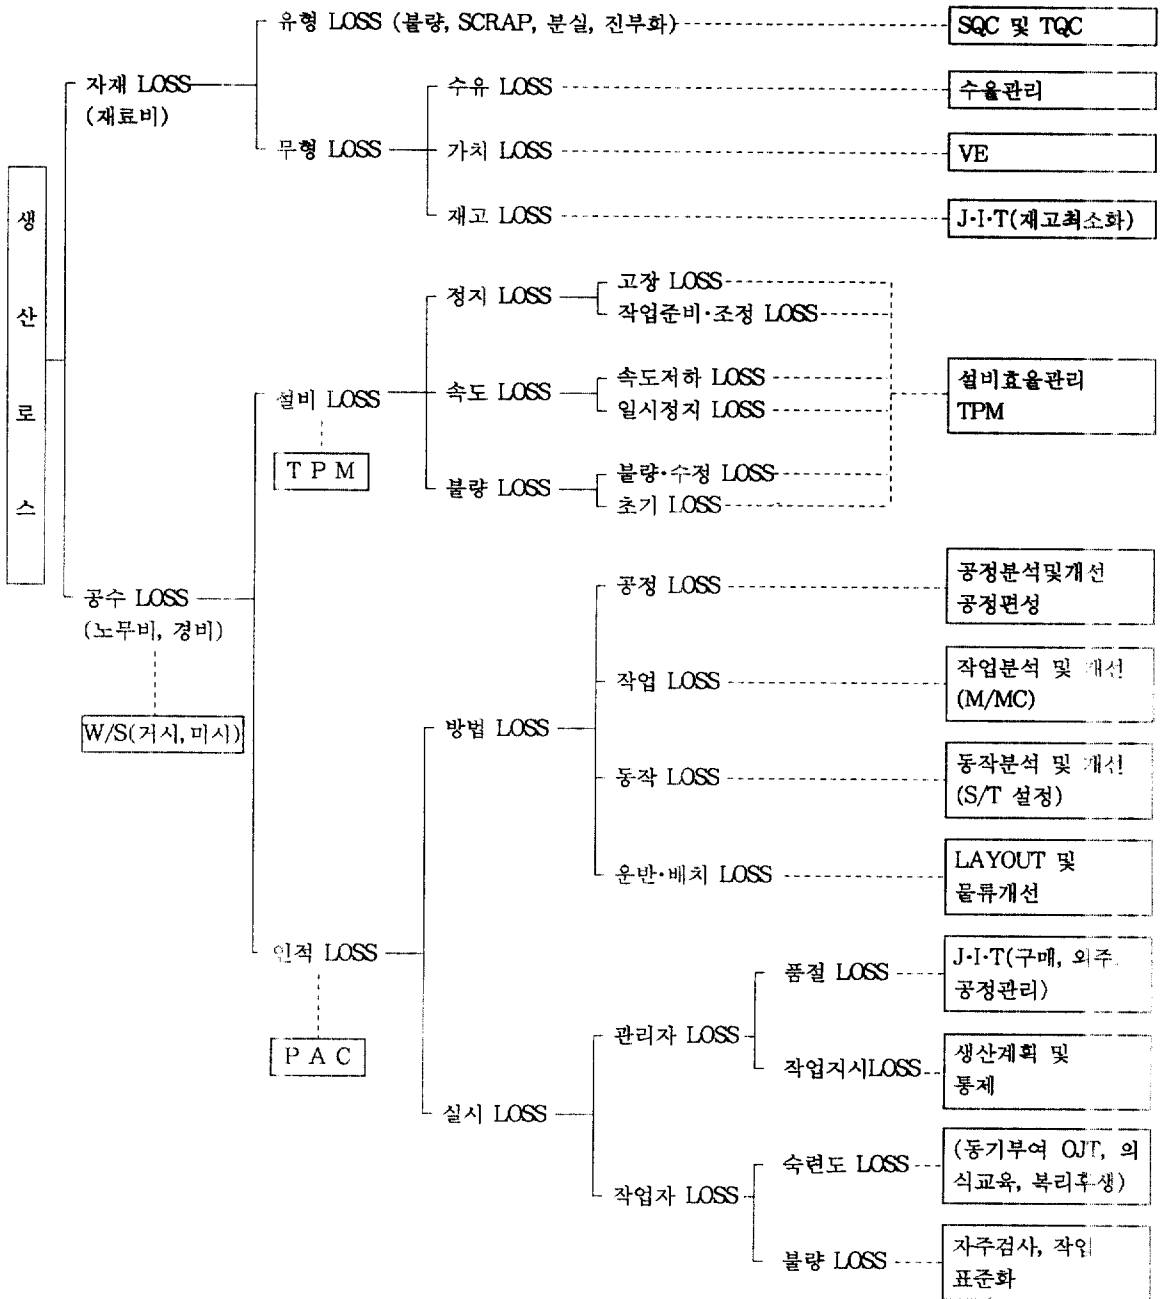 유형 LOSS (불량, SCRAP, 분실, 진부화)
SQC 및 TQC
자재 LOSS
(재료비)
수유 LOSS
수율관리
무형 LOSS
가치 LOSS
VE
재고 LOSS
J·I·T(재고최소화)
생산로스
정지 LOSS
고장 LOSS
작업준비·조정 LOSS
설비 LOSS
TPM
속도 LOSS
속도저하 LOSS
일시정지 LOSS
설비효율관리
TPM
불량 LOSS
불량·수정 LOSS
초기 LOSS
공수 LOSS
(노무비, 경비)
W/S(거시,미시)
공정 LOSS
공정분석및개선
공정편성
작업 LOSS
작업분석 및 개선
(M/MC)
방법 LOSS
동작 LOSS
동작분석 및 개선
(S/T 설정)
운반·배치 LOSS
LAYOUT 및
물류개선
인적 LOSS
PAC
품절 LOSS
J·I·T(구매, 외주,
공정관리)
관리자 LOSS
작업지시LOSS
생산계획 및
통제
실시 LOSS
숙련도 LOSS
(동기부여 OJT, 의
식교육, 복리후생)
작업자 LOSS
불량 LOSS
자주검사, 작업
표준화